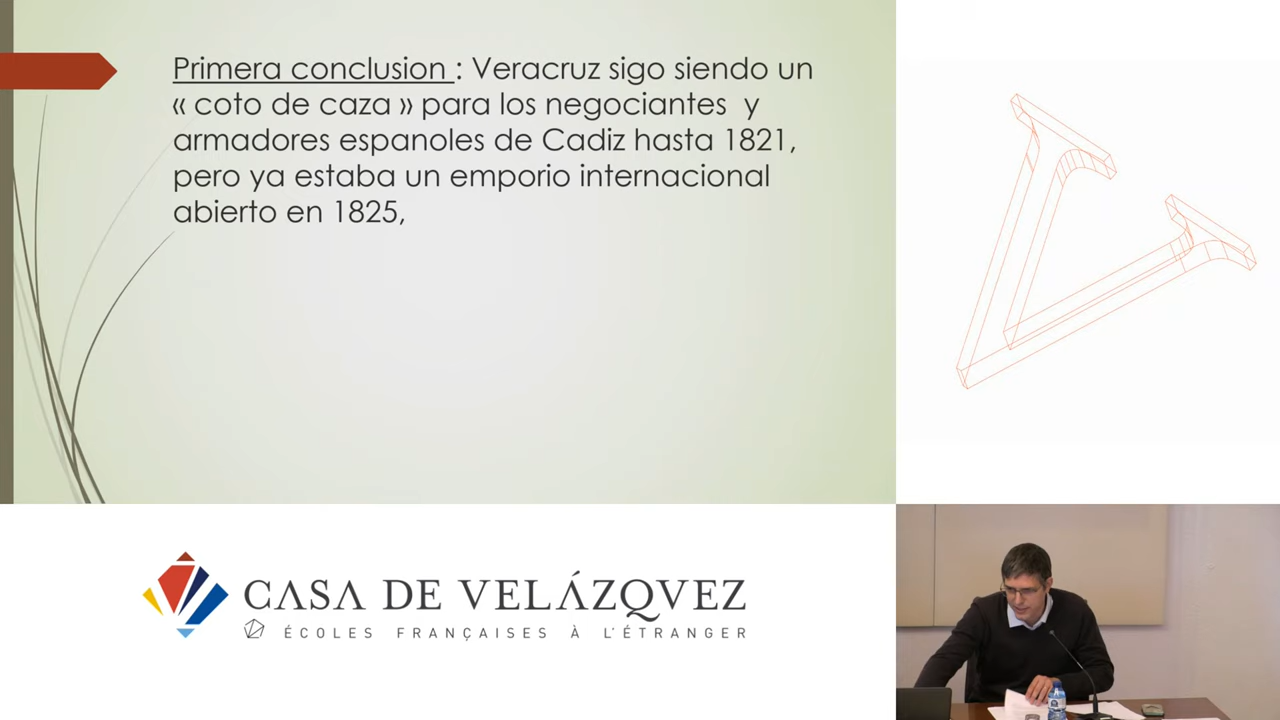 Primera conclusion : Veracruz sigo siendo un
« coto de caza » para los negociantes y
armadores espanoles de Cadiz hasta 1821,
pero ya estaba un emporio internacional
abierto en 1825,
CASA DE VELÁZQVEZ
ÉCOLES FRANÇAISES À L'ÉTRANGER